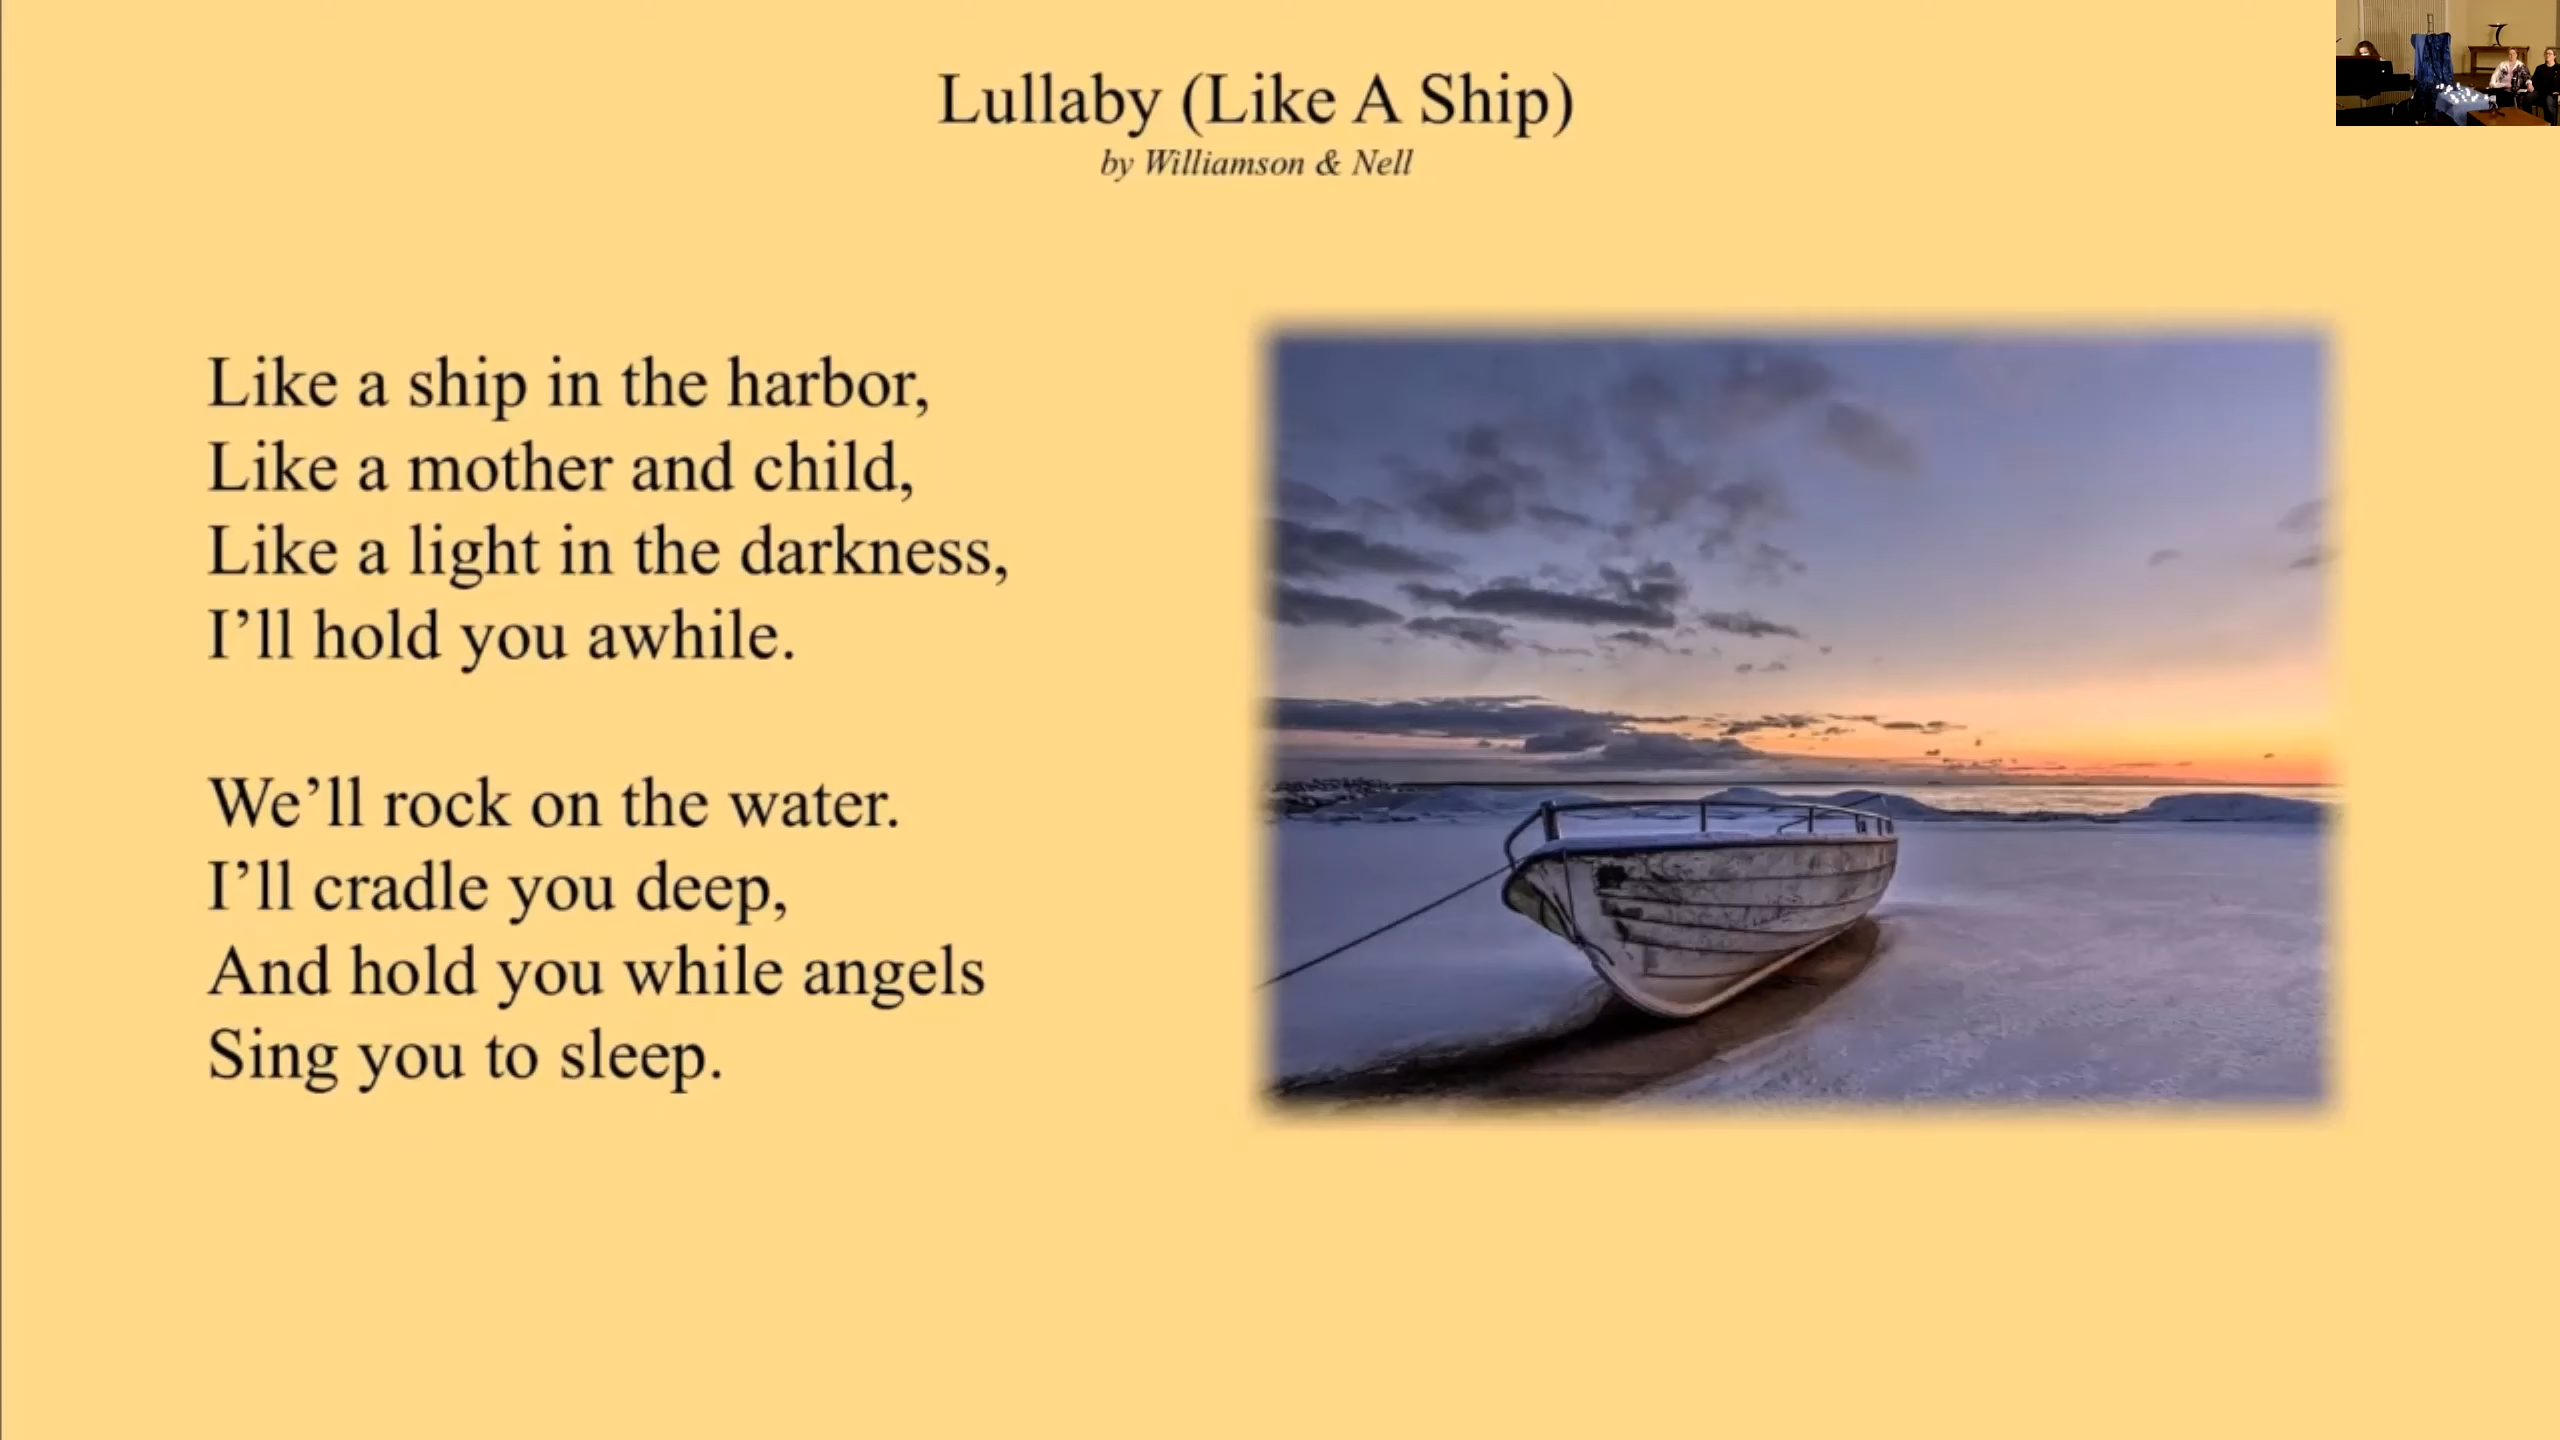 Lullaby (Like A Ship)
by Williamson & Nell
Like a ship in the harbor,
Like a mother and child,
Like a light in the darkness,
I’ll hold you awhile.
We’ll rock on the water.
I’ll cradle you deep,
And hold you while angels
Sing you to sleep.